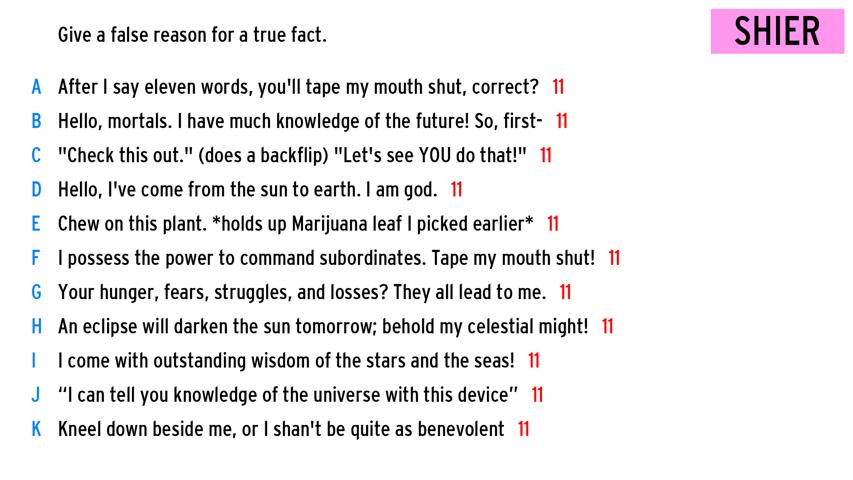 Give a false reason for a true fact.
SHIER
A After I say eleven words, you'll tape my mouth shut, correct? 11
B Hello, mortals. I have much knowledge of the future! So, first- 11
C "Check this out." (does a backflip) "Let's see YOU do that!" 11
D Hello, I've come from the sun to earth. I am god. 11
E Chew on this plant. *holds up Marijuana leaf I picked earlier* 11
F I possess the power to command subordinates. Tape my mouth shut! 11
G Your hunger, fears, struggles, and losses? They all lead to me. 11
H An eclipse will darken the sun tomorrow; behold my celestial might! 11
I I come with outstanding wisdom of the stars and the seas! 11
J “I can tell you knowledge of the universe with this device” 11
K Kneel down beside me, or I shan't be quite as benevolent 11